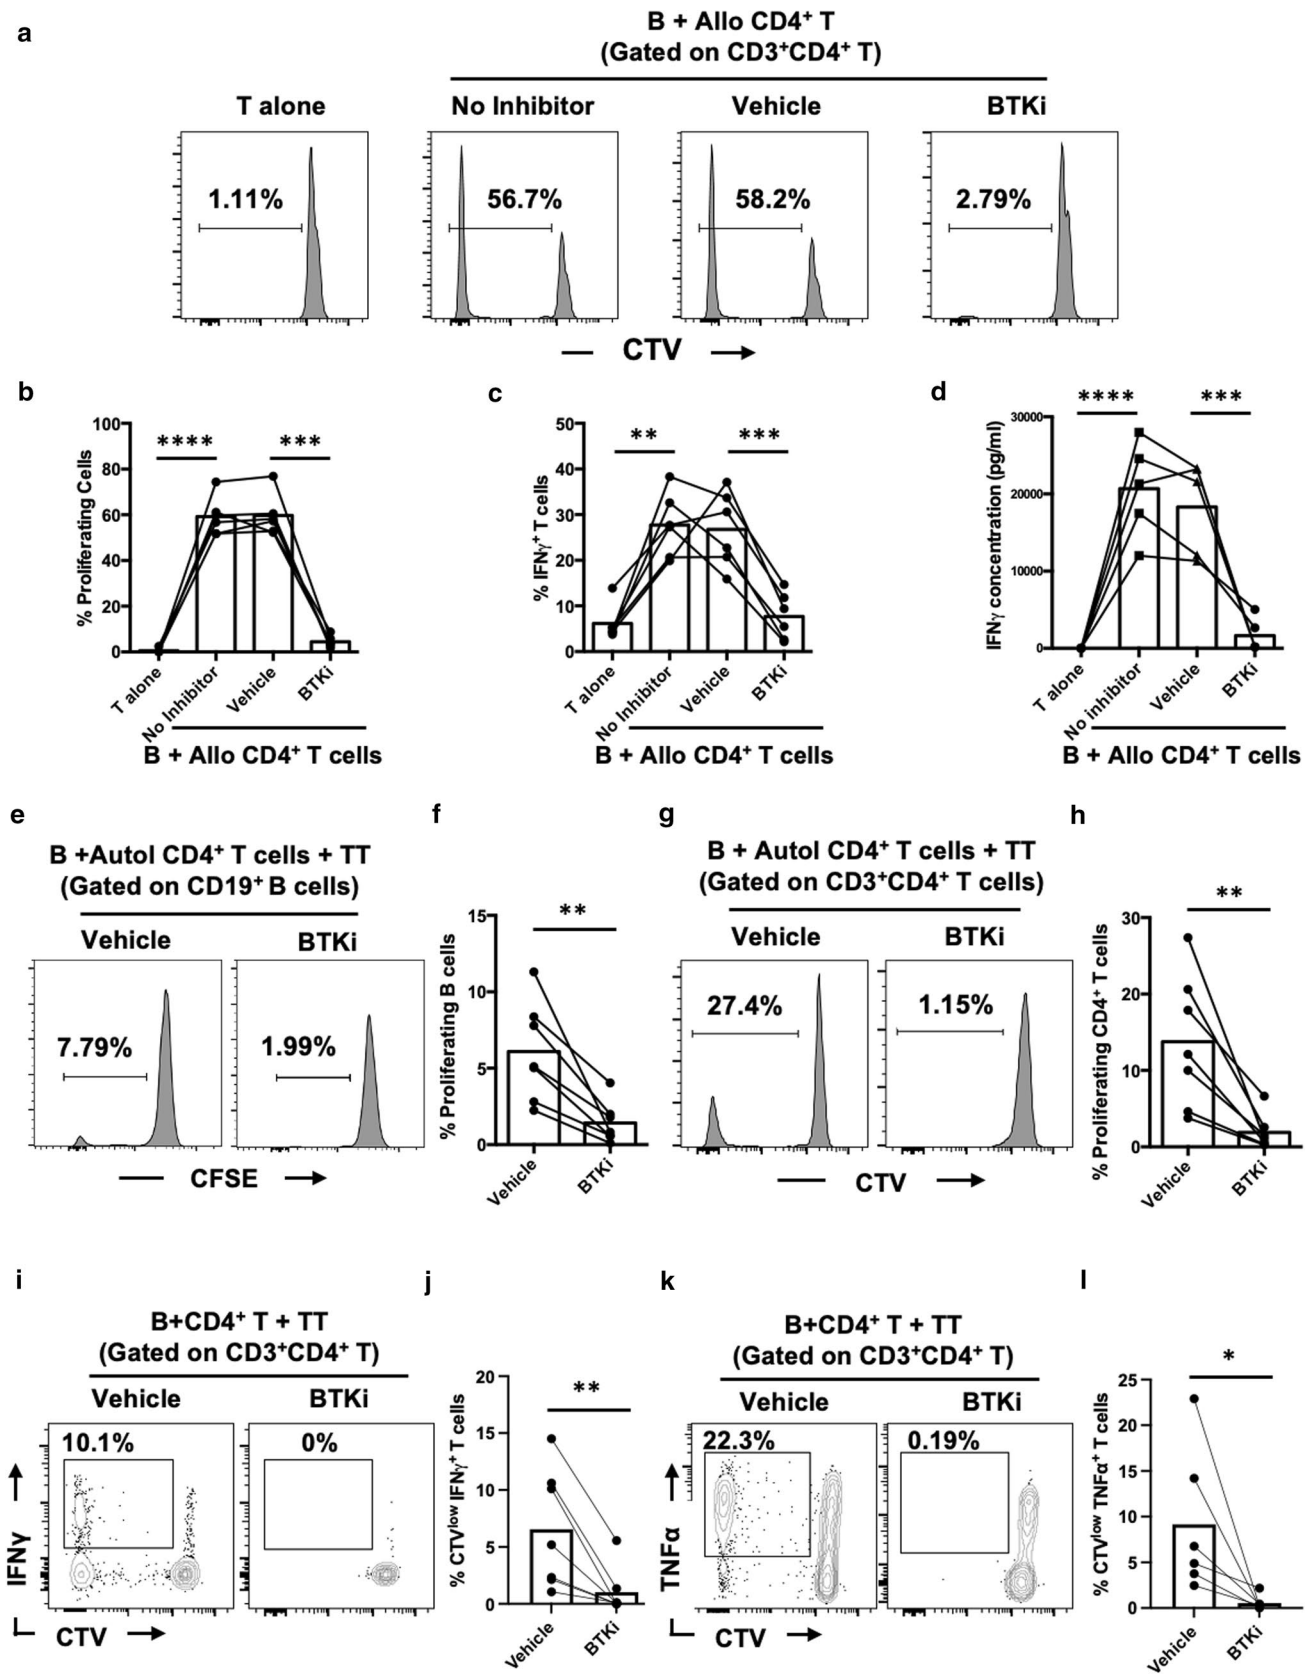 a
B + Allo CD4⁺ T
(Gated on CD3⁺CD4⁺ T)
T alone
No Inhibitor
Vehicle
BTKi
1.11%
56.7%
58.2%
2.79%
CTV
b
% Proliferating Cells
100
80
60
40
20
0
****
***
T alone
No Inhibitor
Vehicle
BTKi
B + Allo CD4⁺ T cells
c
% IFNγ⁺ T cells
50
40
30
20
10
0
**
***
T alone
No Inhibitor
Vehicle
BTKi
B + Allo CD4⁺ T cells
d
IFNγ concentration (pg/ml)
30000
20000
10000
0
****
***
T alone
No inhibitor
Vehicle
BTKi
B + Allo CD4⁺ T cells
e
B +Autol CD4⁺ T cells + TT
(Gated on CD19⁺ B cells)
Vehicle
BTKi
7.79%
1.99%
CFSE
f
% Proliferating B cells
15
10
5
0
**
Vehicle
BTKi
g
B + Autol CD4⁺ T cells + TT
(Gated on CD3⁺CD4⁺ T cells)
Vehicle
BTKi
27.4%
1.15%
CTV
h
% Proliferating CD4⁺ T cells
30
20
10
0
**
Vehicle
BTKi
i
B+CD4⁺ T + TT
(Gated on CD3⁺CD4⁺ T)
Vehicle
BTKi
10.1%
0%
IFNγ
CTV
j
% CTVˡᵒʷ IFNγ⁺ T cells
20
15
10
5
0
**
Vehicle
BTKi
k
B+CD4⁺ T + TT
(Gated on CD3⁺CD4⁺ T)
Vehicle
BTKi
22.3%
0.19%
TNFα
CTV
l
% CTVˡᵒʷ TNFα⁺ T cells
25
20
15
10
5
0
*
Vehicle
BTKi